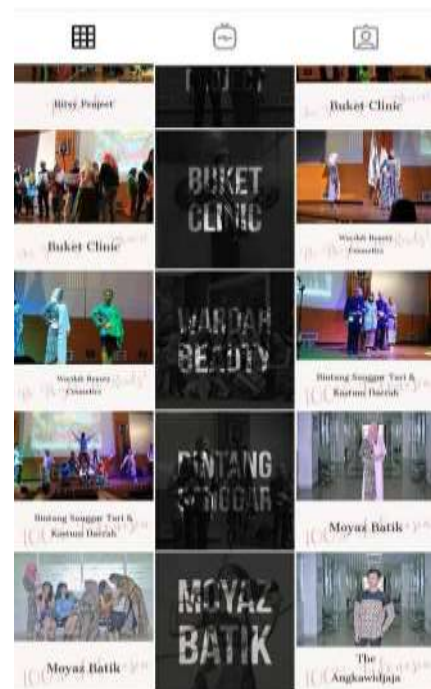 Bitsy Project
PROJECT
Buket Clinic
Buket Clinic
BUKET
CLINIC
Wardah Beauty
Cosmetics
Wardah Beauty
Cosmetics
WARDAH
BEAUTY
Bintang Sanggar Tari &
Kostum Daerah
Bintang Sanggar Tari &
Kostum Daerah
BINTANG
SANGGAR
Moyaz Batik
Moyaz Batik
MOYAZ
BATIK
The
Angkawidjaja